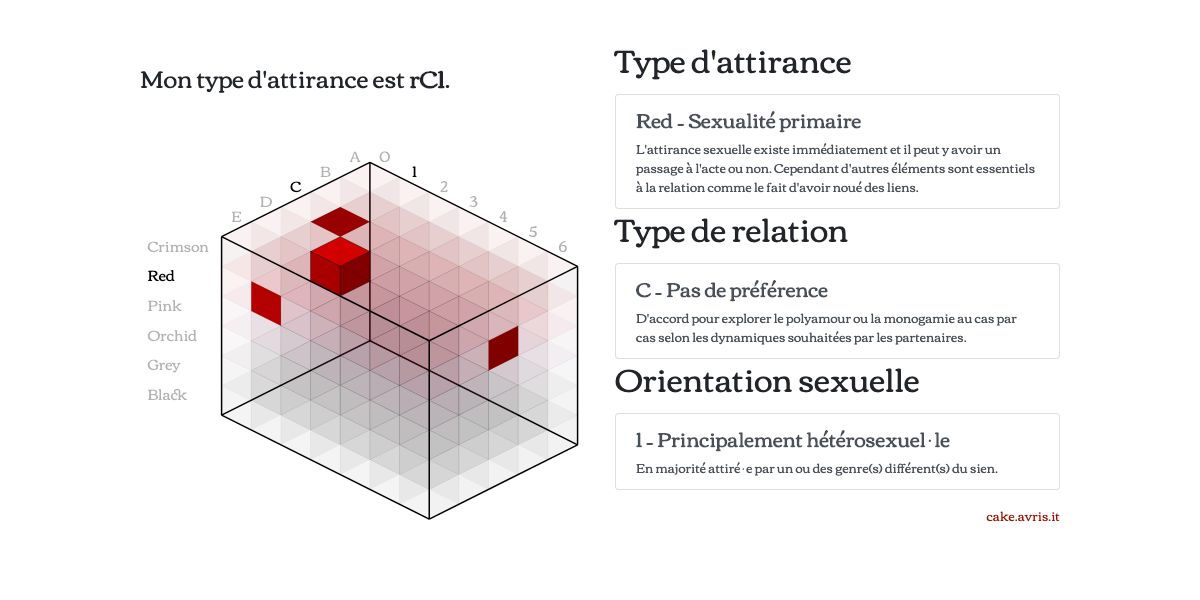 Mon type d'attirance est rC1.
A O
B 1
C 2
D 3
E 4
5
6
Crimson
Red
Pink
Orchid
Grey
Black
Type d'attirance
Red - Sexualité primaire
L'attirance sexuelle existe immédiatement et il peut y avoir un
passage à l'acte ou non. Cependant d'autres éléments sont essentiels
à la relation comme le fait d'avoir noué des liens.
Type de relation
C - Pas de préférence
D'accord pour explorer le polyamour ou la monogamie au cas par
cas selon les dynamiques souhaitées par les partenaires.
Orientation sexuelle
1 - Principalement hétérosexuel·le
En majorité attiré·e par un ou des genre(s) différent(s) du sien.
cake.avris.it